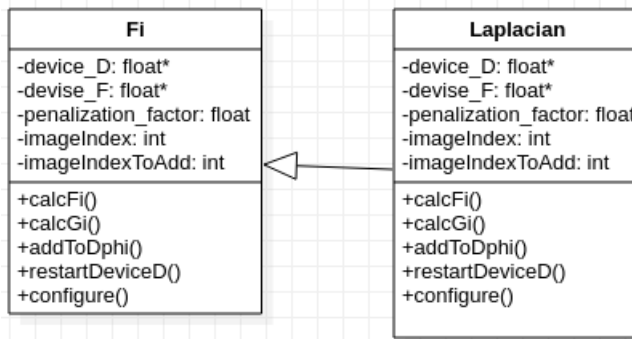 Fi
-device_D: float*
-devise_F: float*
-penalization_factor: float
-imageIndex: int
-imageIndexToAdd: int
+calcFi()
+calcGi()
+addToDphi()
+restartDeviceD()
+configure()
Laplacian
-device_D: float*
-devise_F: float*
-penalization_factor: float
-imageIndex: int
-imageIndexToAdd: int
+calcFi()
+calcGi()
+addToDphi()
+restartDeviceD()
+configure()